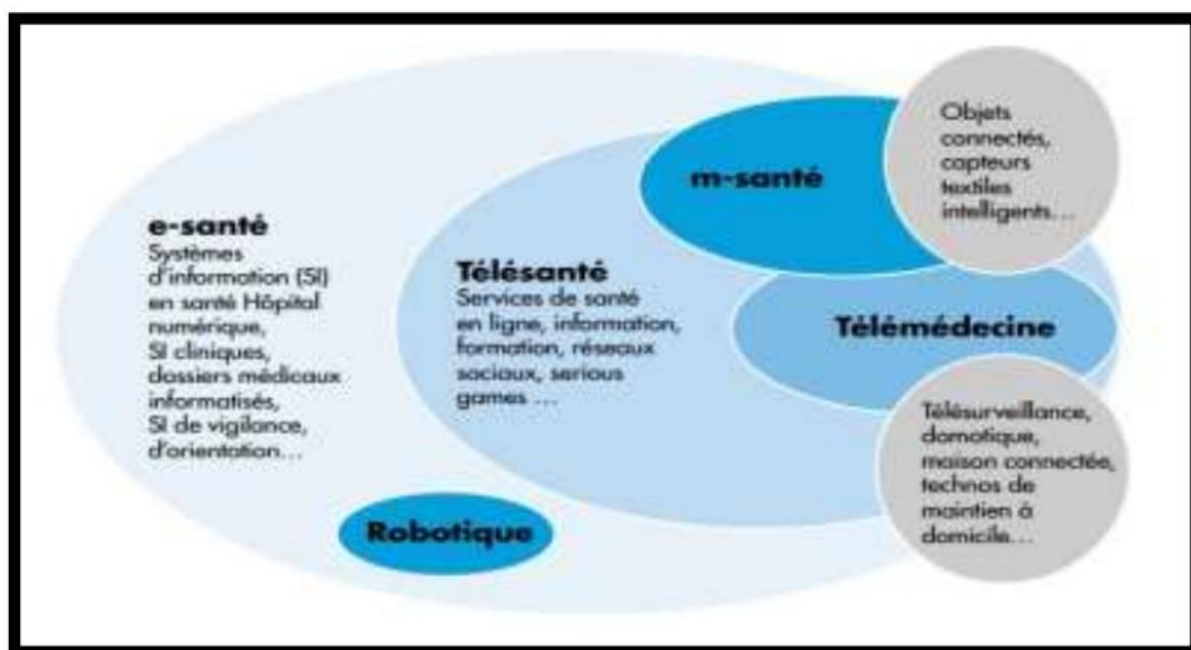 e-santé
Systèmes
d'information (SI)
en santé Hôpital
numérique,
SI cliniques,
dossiers médicaux
informatisés,
SI de vigilance,
d'orientation...
Télésanté
Services de santé
en ligne, information,
formation, réseaux
sociaux, serious
games ...
m-santé
Objets
connectés,
capteurs
textiles
intelligents...
Télémédecine
Télésurveillance,
domotique,
maison connectée,
technos de
maintien à
domicile...
Robotique